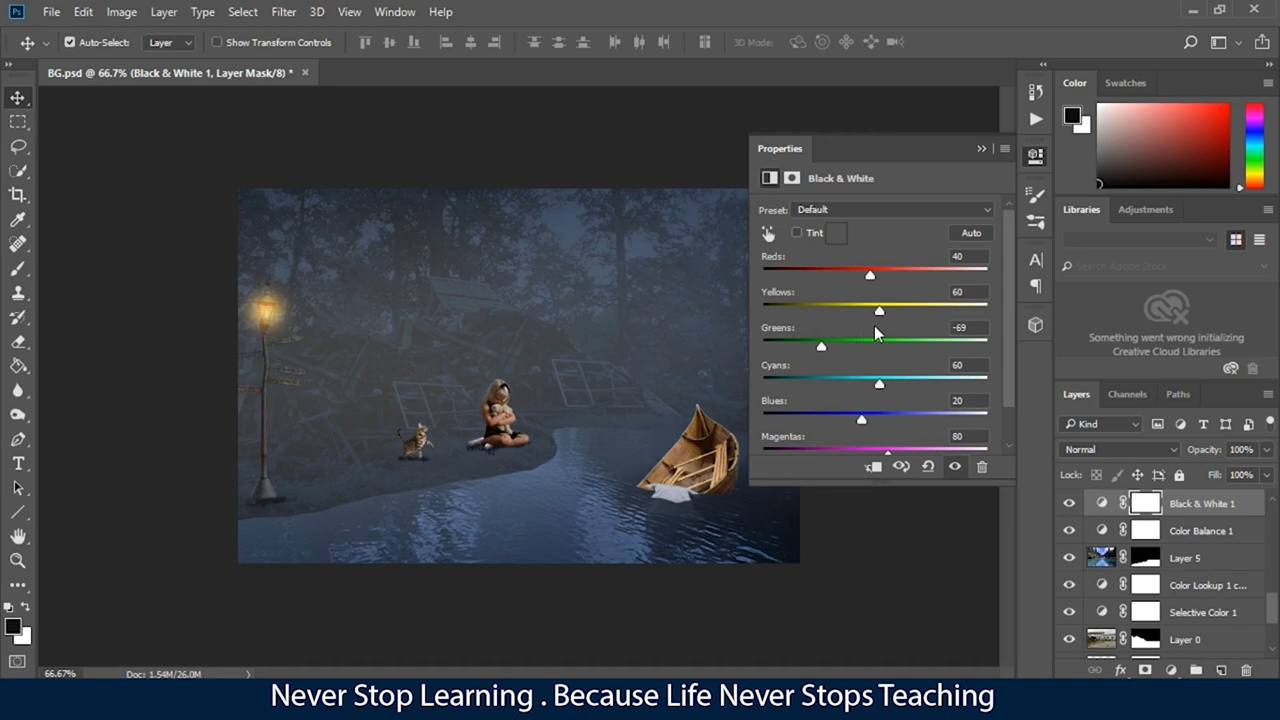 Ps File Edit Image Layer Type Select Filter 3D View Window Help
Auto-Select: Layer Show Transform Controls 3D Mode:
BG.psd @ 66.7% (Black & White 1, Layer Mask/8) * ×
Color Swatches
Properties
Black & White
Preset: Default
Tint Auto
Reds: 40
Yellows: 60
Greens: -69
Cyans: 60
Blues: 20
Magentas: 80
Libraries Adjustments
Search Adobe Stock
Something went wrong initializing
Creative Cloud Libraries
Layers Channels Paths
Kind
Normal Opacity: 100%
Lock: Fill: 100%
Black & White 1
Color Balance 1
Layer 5
Color Lookup 1 c...
Selective Color 1
Layer 0
66.67% Doc: 1.54M/26.0M
Never Stop Learning . Because Life Never Stops Teaching